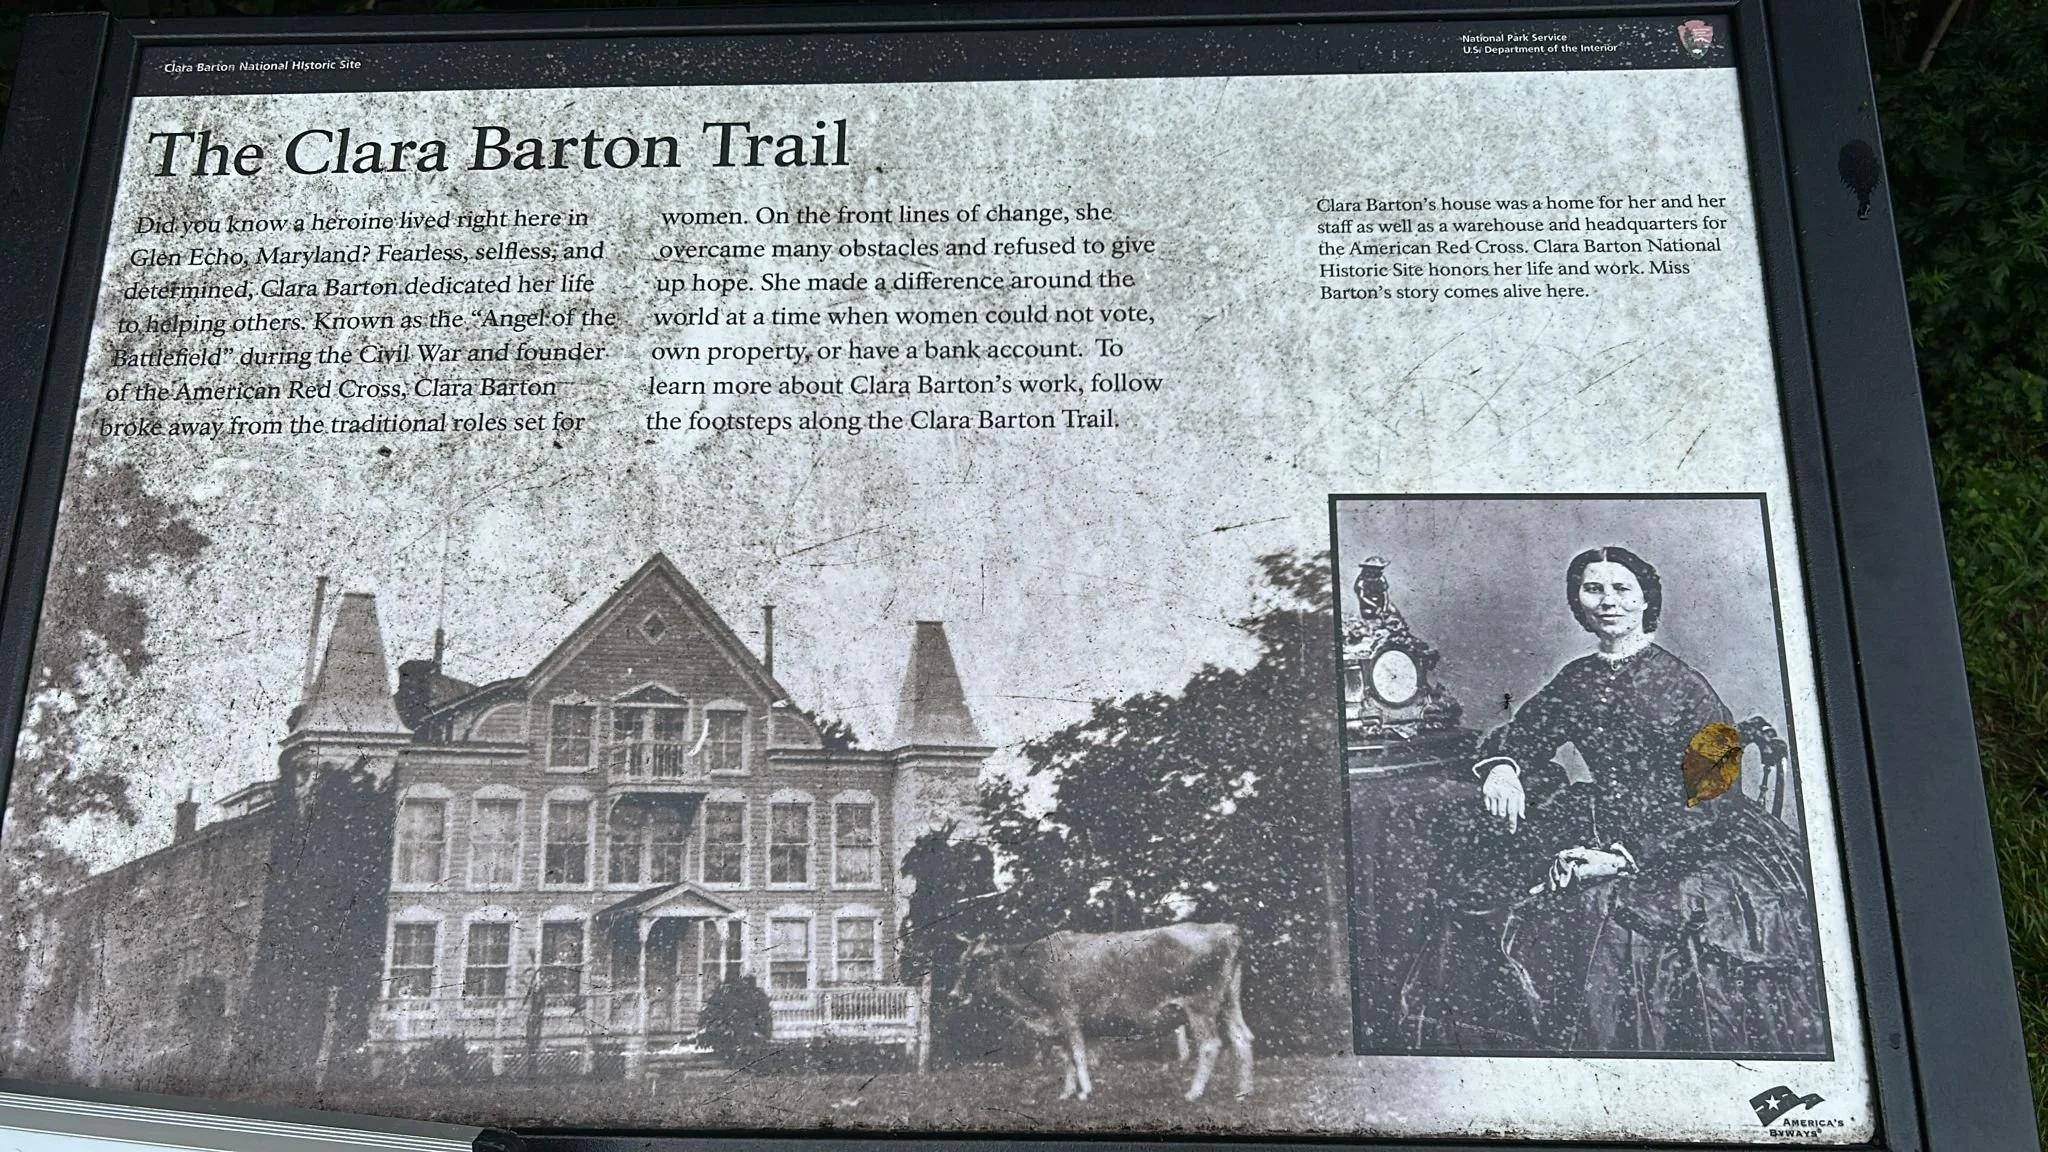 Clara Barton National Historic Site
National Park Service
U.S. Department of the Interior
The Clara Barton Trail
Did you know a heroine lived right here in
Glen Echo, Maryland? Fearless, selfless, and
determined, Clara Barton dedicated her life
to helping others. Known as the “Angel of the
Battlefield” during the Civil War and founder
of the American Red Cross, Clara Barton
broke away from the traditional roles set for
women. On the front lines of change, she
overcame many obstacles and refused to give
up hope. She made a difference around the
world at a time when women could not vote,
own property, or have a bank account. To
learn more about Clara Barton’s work, follow
the footsteps along the Clara Barton Trail.
Clara Barton’s house was a home for her and her
staff as well as a warehouse and headquarters for
the American Red Cross. Clara Barton National
Historic Site honors her life and work. Miss
Barton’s story comes alive here.
AMERICA’S
BYWAYS®